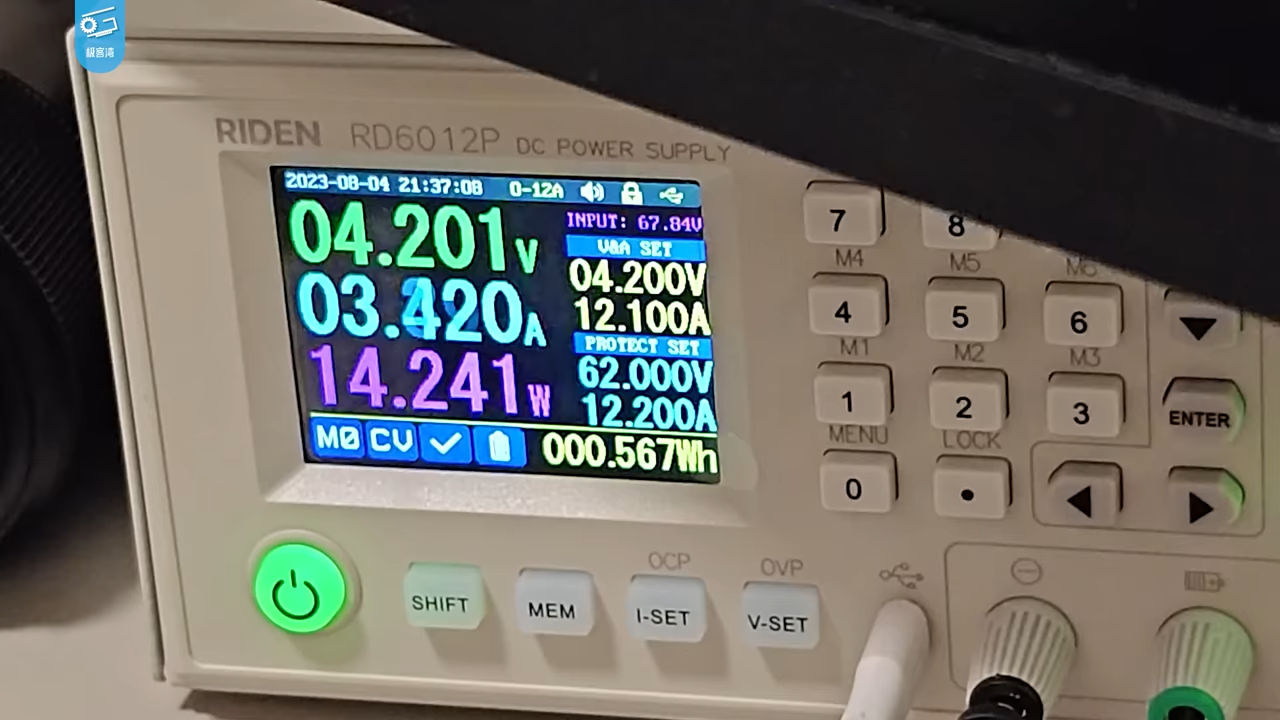 极客湾
RIDEN RD6012P DC POWER SUPPLY
2023-08-04 21:37:08 0-12A
04.201V
INPUT: 67.84V
V&A SET
04.200V
12.100A
A
PROTECT SET
62.000V
12.200A
14.241W
M0 CV
000.567Wh
7 8
M4 M5 M6
4 5 6
M1 M2 M3
1 2 3
ENTER
MENU LOCK
0 .
OCP OVP
SHIFT MEM I-SET V-SET